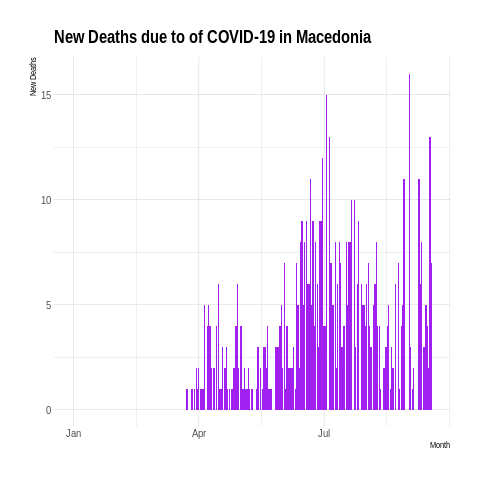 New Deaths due to of COVID-19 in Macedonia
New Deaths
15
10
5
0
Jan Apr Jul
Month